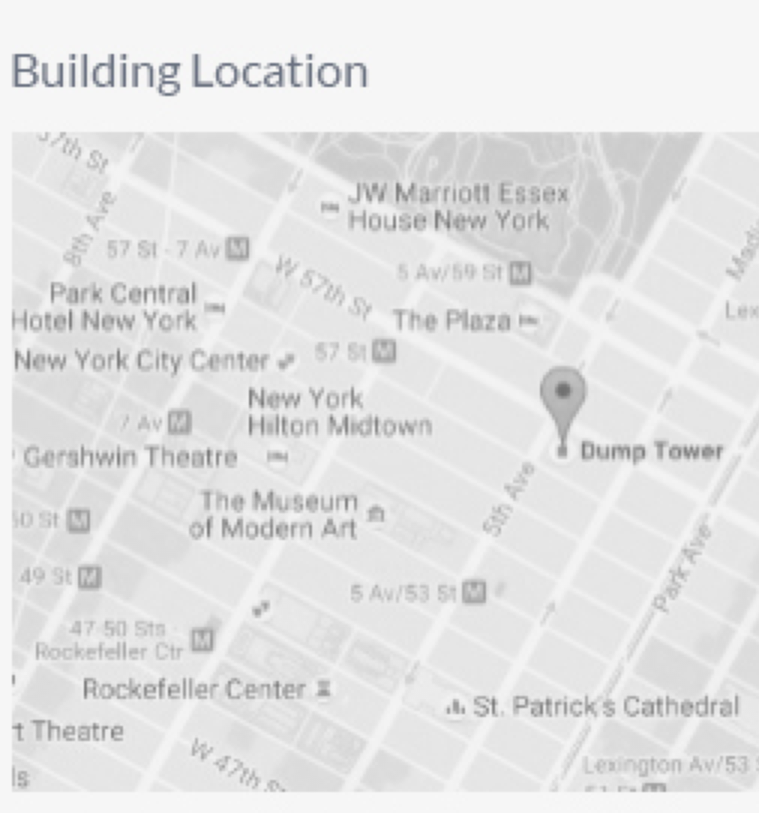 Building Location
57th St
8th Ave
JW Marriott Essex
House New York
57 St - 7 Av M
W 57th St
5 Av/59 St M
Park Central
Hotel New York
The Plaza
Lex
New York City Center
57 St M
New York
Hilton Midtown
7 Av M
Gershwin Theatre
Dump Tower
The Museum
of Modern Art
5th Ave
50 St M
49 St M
5 Av/53 St M
Park Ave
47-50 Sts -
Rockefeller Ctr M
Rockefeller Center
St. Patrick's Cathedral
t Theatre
W 47th St
Lexington Av/53 S
ls